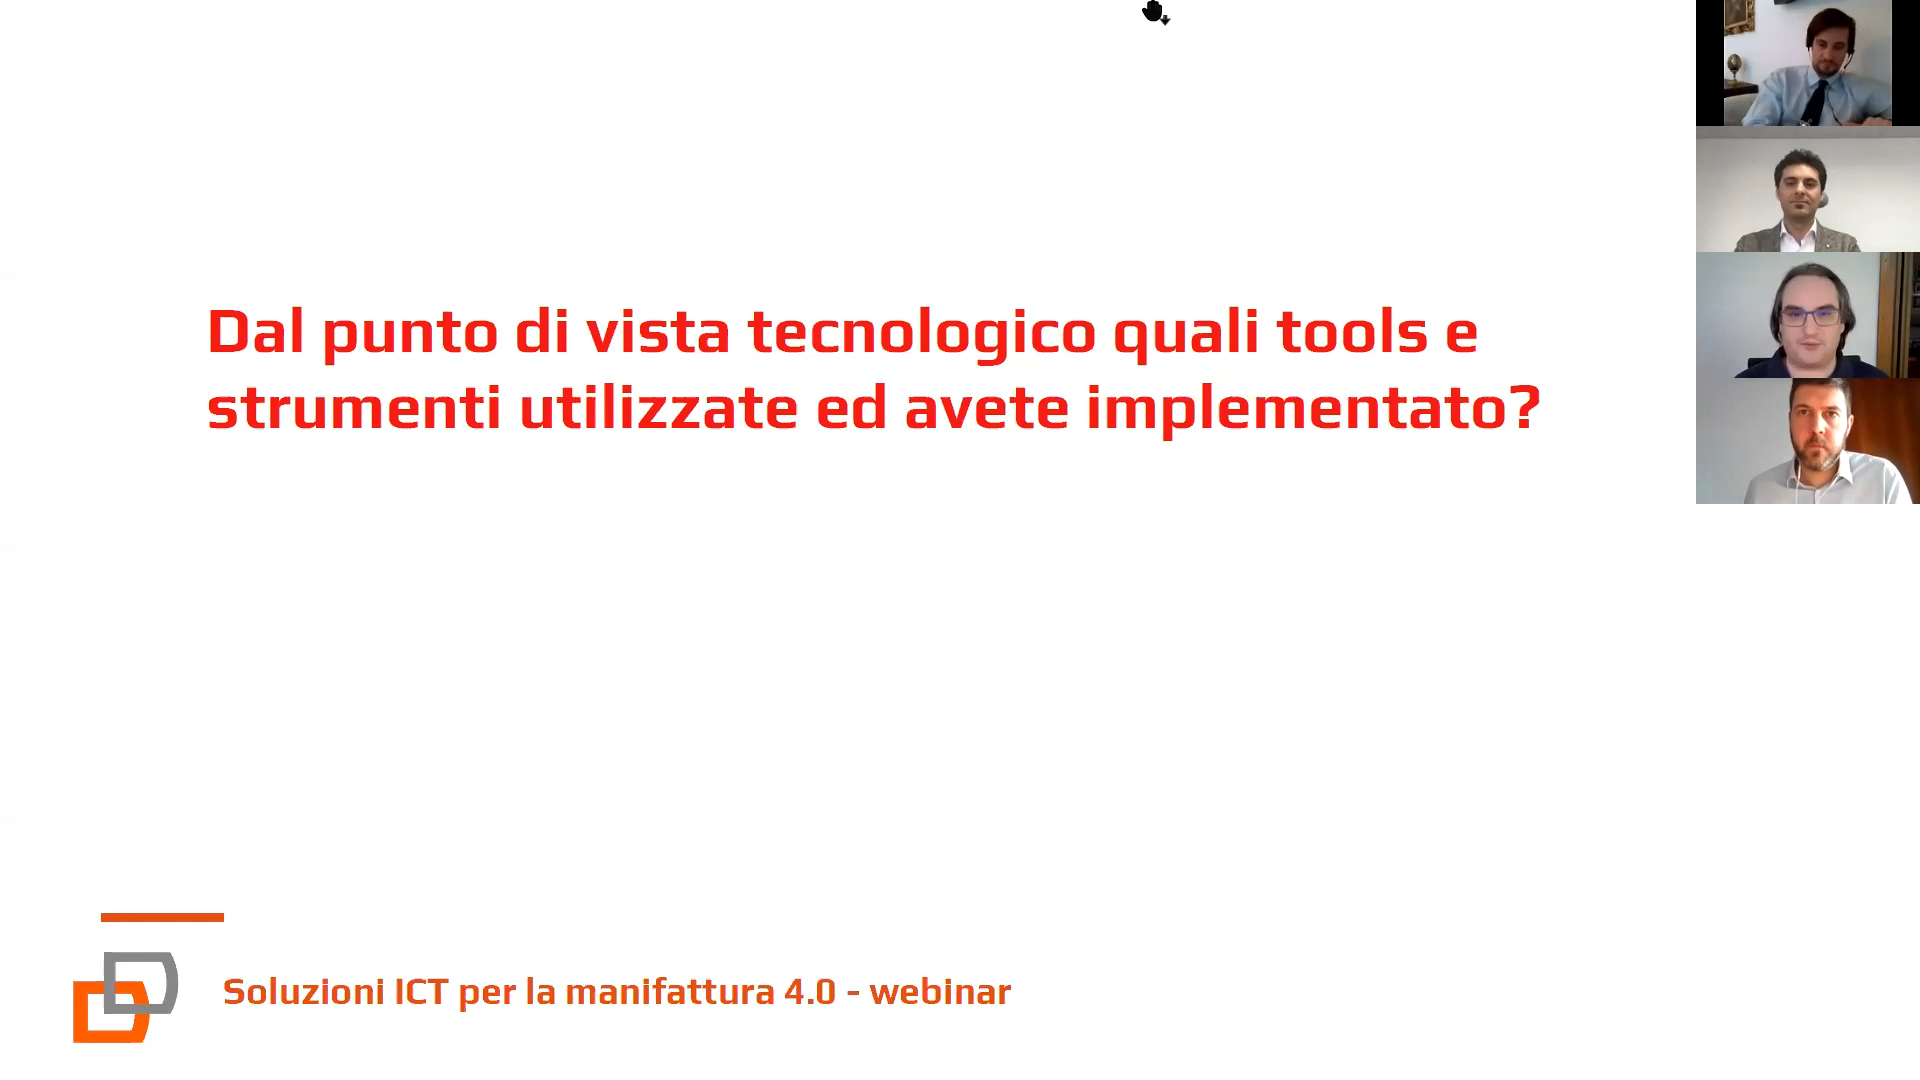 Dal punto di vista tecnologico quali tools e
strumenti utilizzate ed avete implementato?
Soluzioni ICT per la manifattura 4.0 - webinar